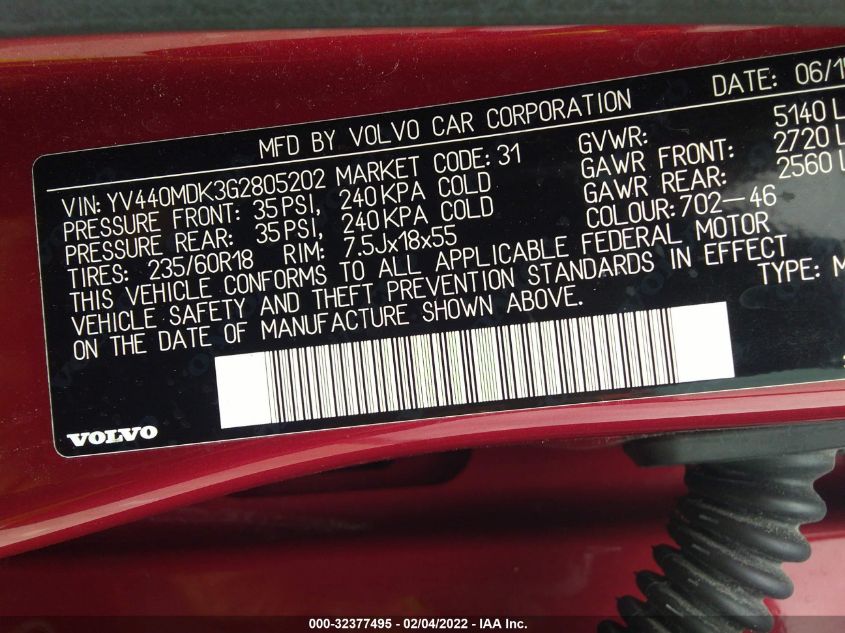 MFD BY VOLVO CAR CORPORATION DATE: 06/1
VIN: YV440MDK3G2805202 MARKET CODE: 31 GVWR: 5140 L
PRESSURE FRONT: 35 PSI, 240 KPA COLD GAWR FRONT: 2720 L
PRESSURE REAR: 35 PSI, 240 KPA COLD GAWR REAR: 2560 L
TIRES: 235/60R18 RIM: 7.5Jx18x55 COLOUR: 702-46
THIS VEHICLE CONFORMS TO ALL APPLICABLE FEDERAL MOTOR
VEHICLE SAFETY AND THEFT PREVENTION STANDARDS IN EFFECT
ON THE DATE OF MANUFACTURE SHOWN ABOVE. TYPE: M
VOLVO
000-32377495 - 02/04/2022 - IAA Inc.